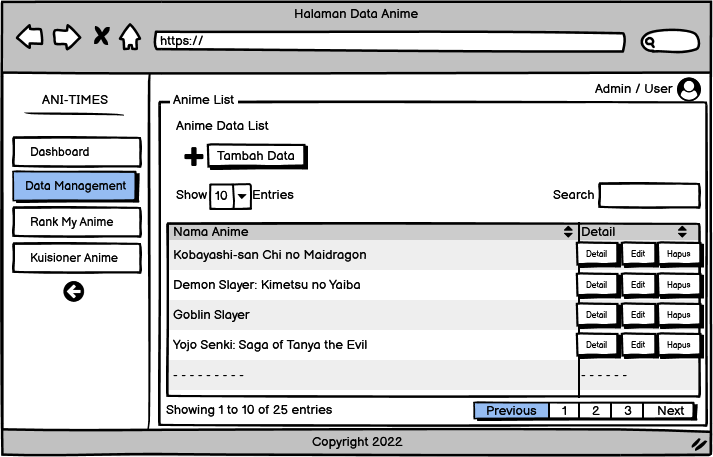 Halaman Data Anime
https://
Admin / User
ANI-TIMES
Dashboard
Data Management
Rank My Anime
Kuisioner Anime
Anime List
Anime Data List
Tambah Data
Show 10 Entries
Search
Nama Anime Detail
Kobayashi-san Chi no Maidragon Detail Edit Hapus
Demon Slayer: Kimetsu no Yaiba Detail Edit Hapus
Goblin Slayer Detail Edit Hapus
Yojo Senki: Saga of Tanya the Evil Detail Edit Hapus
- - - - - - - - - - - - - - -
Showing 1 to 10 of 25 entries Previous 1 2 3 Next
Copyright 2022